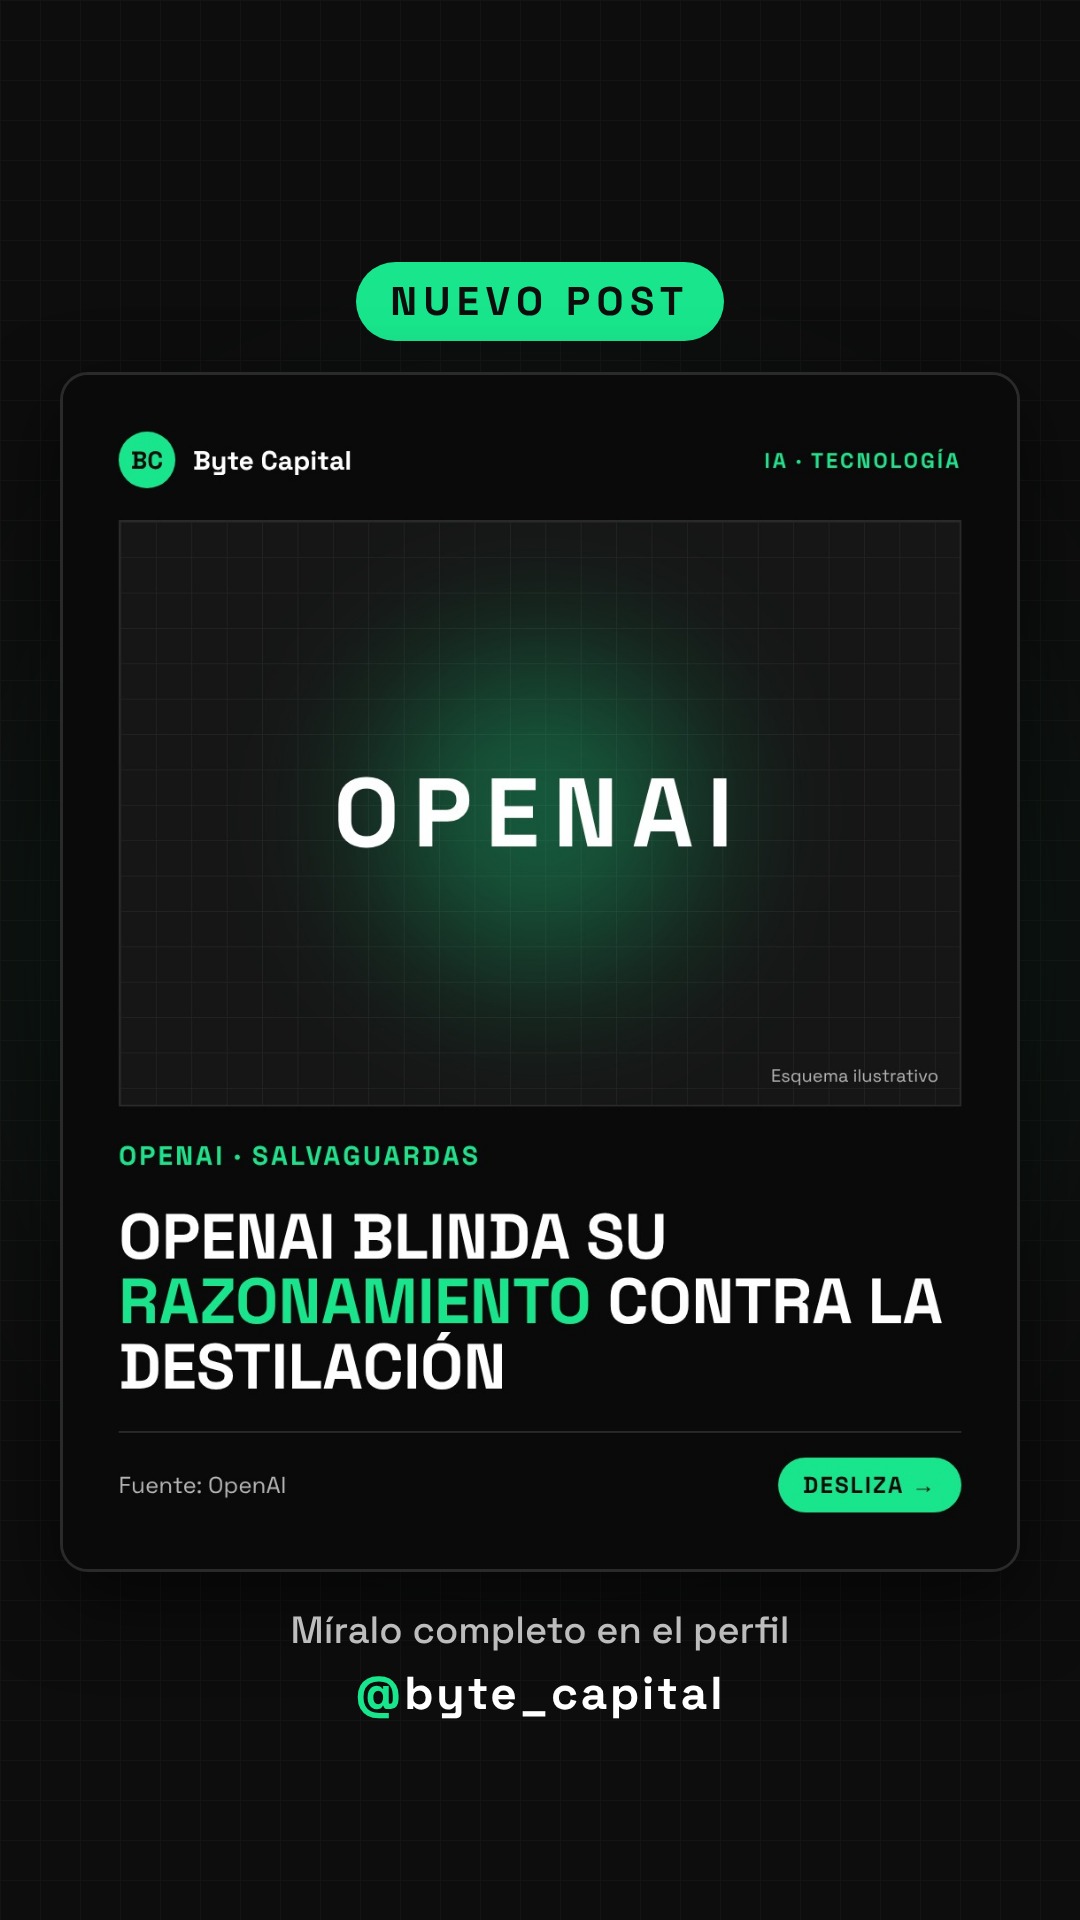 NUEVO POST
BC Byte Capital
IA · TECNOLOGÍA
OPENAI
Esquema ilustrativo
OPENAI · SALVAGUARDAS
OPENAI BLINDA SU
RAZONAMIENTO CONTRA LA
DESTILACIÓN
Fuente: OpenAI
DESLIZA →
Míralo completo en el perfil
@byte_capital